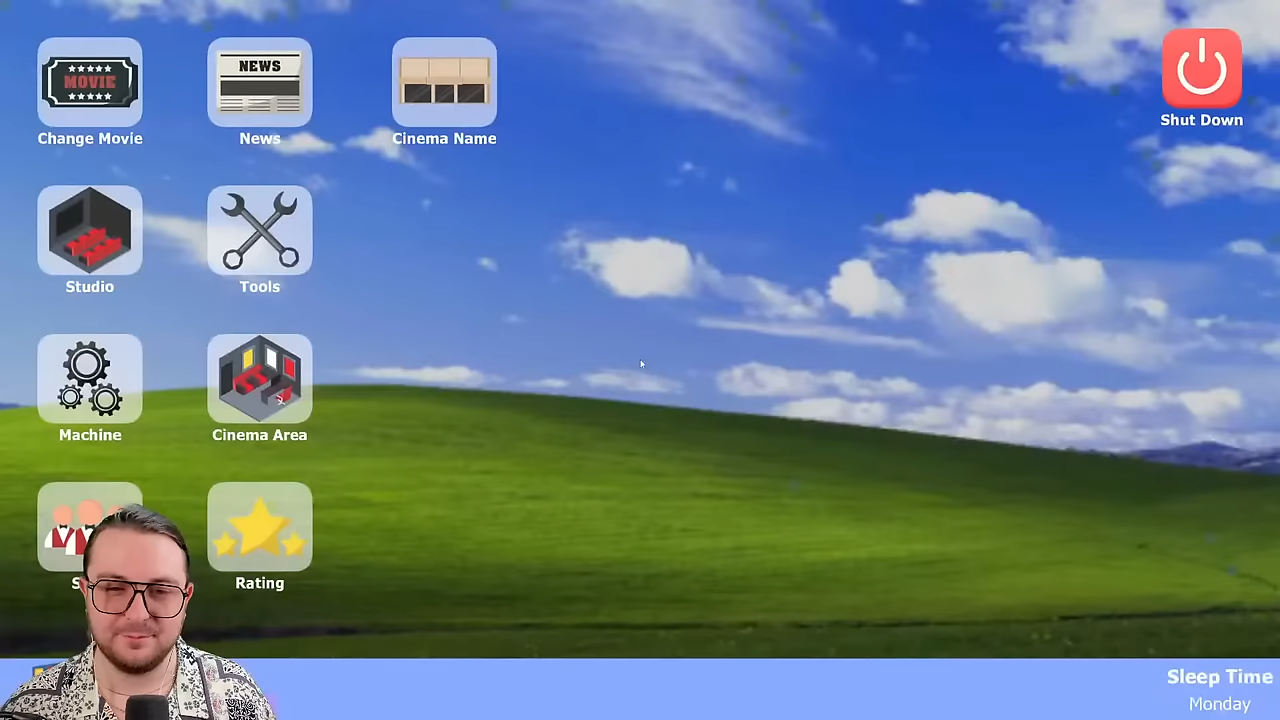 MOVIE
NEWS
Change Movie
News
Cinema Name
Shut Down
Studio
Tools
Machine
Cinema Area
Rating
Sleep Time
Monday